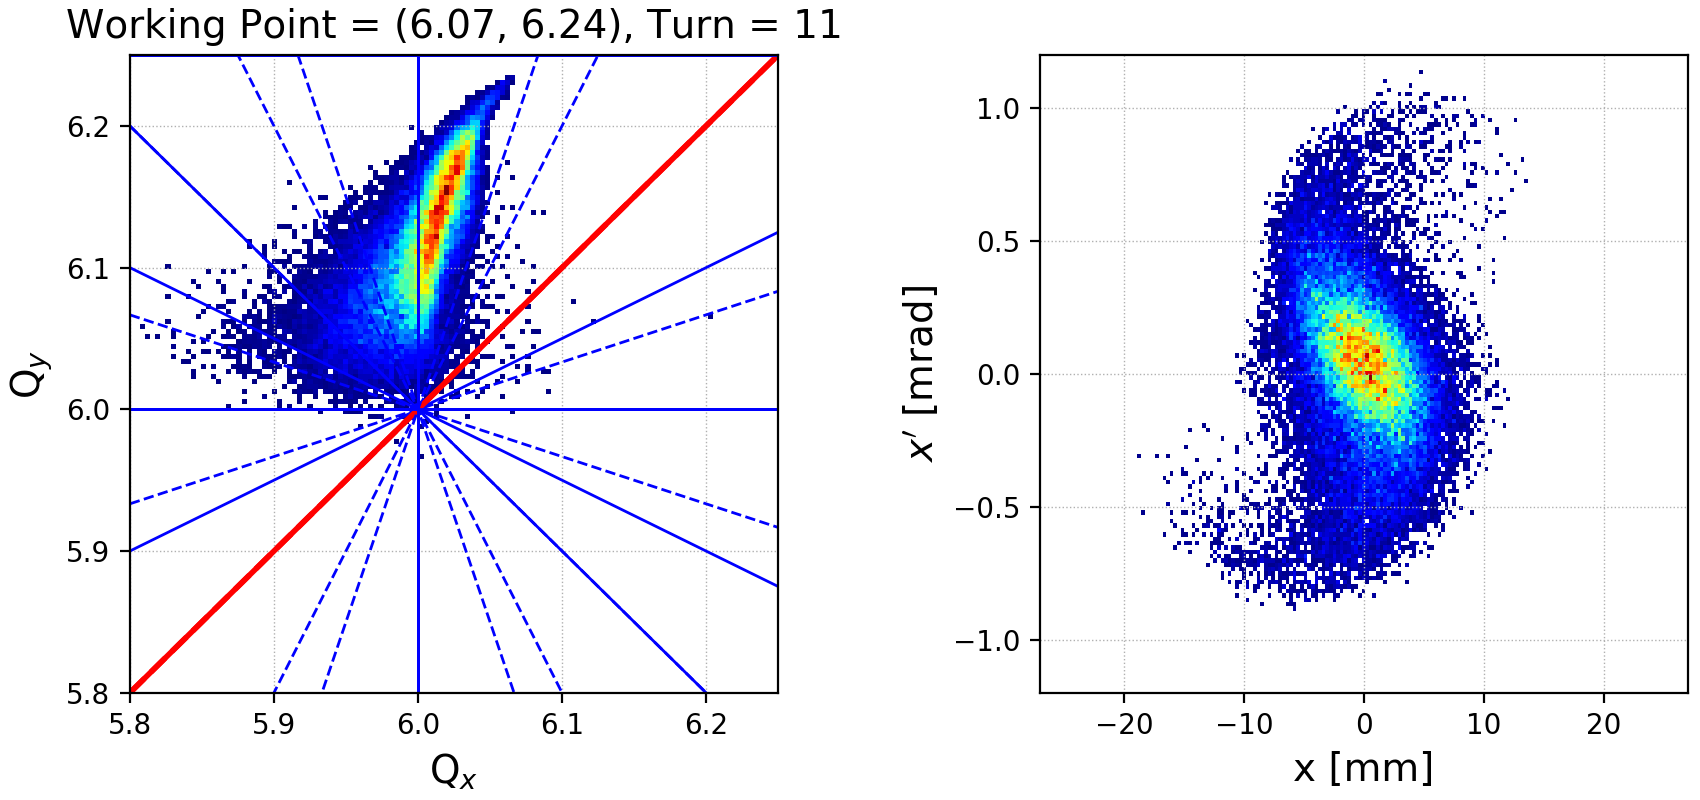 Working Point = (6.07, 6.24), Turn = 11
6.2
6.1
6.0
5.9
5.8
Q_y
5.8 5.9 6.0 6.1 6.2
Q_x
1.0
0.5
0.0
−0.5
−1.0
x′ [mrad]
−20 −10 0 10 20
x [mm]